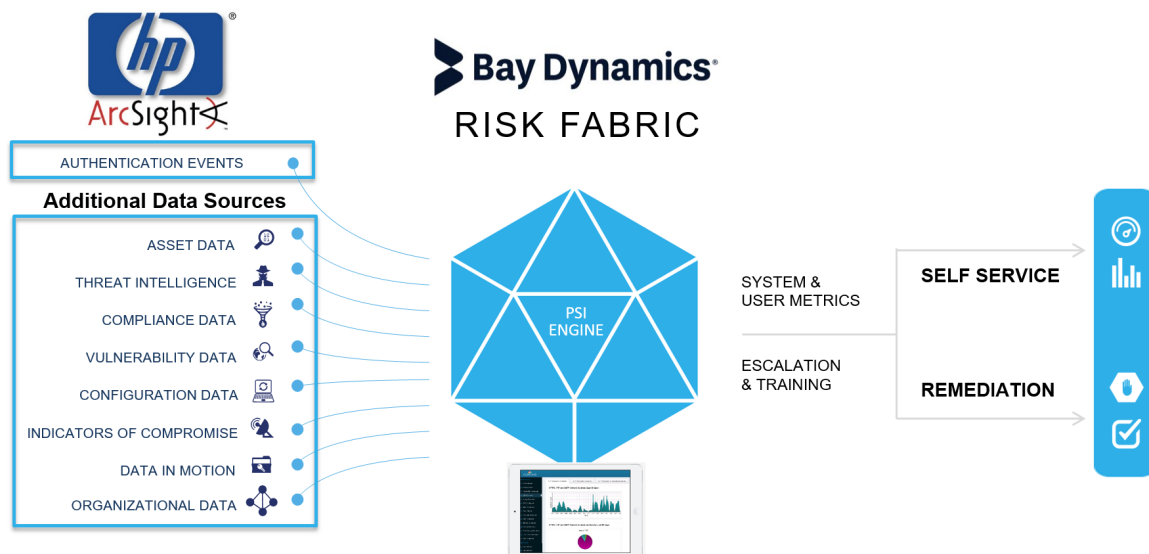 hp
®
ArcSight
™
Bay Dynamics®
RISK FABRIC
AUTHENTICATION EVENTS
Additional Data Sources
ASSET DATA
THREAT INTELLIGENCE
COMPLIANCE DATA
VULNERABILITY DATA
CONFIGURATION DATA
INDICATORS OF COMPROMISE
DATA IN MOTION
ORGANIZATIONAL DATA
PSI
ENGINE
SYSTEM &
USER METRICS
ESCALATION
& TRAINING
SELF SERVICE
REMEDIATION